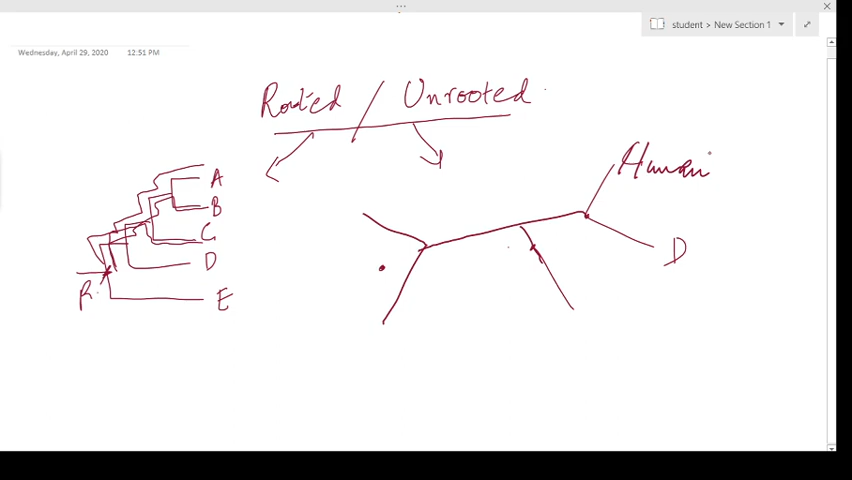 student > New Section 1
Wednesday, April 29, 2020 12:51 PM
Rooted / Unrooted
Human
A
B
C
D
D
R
E